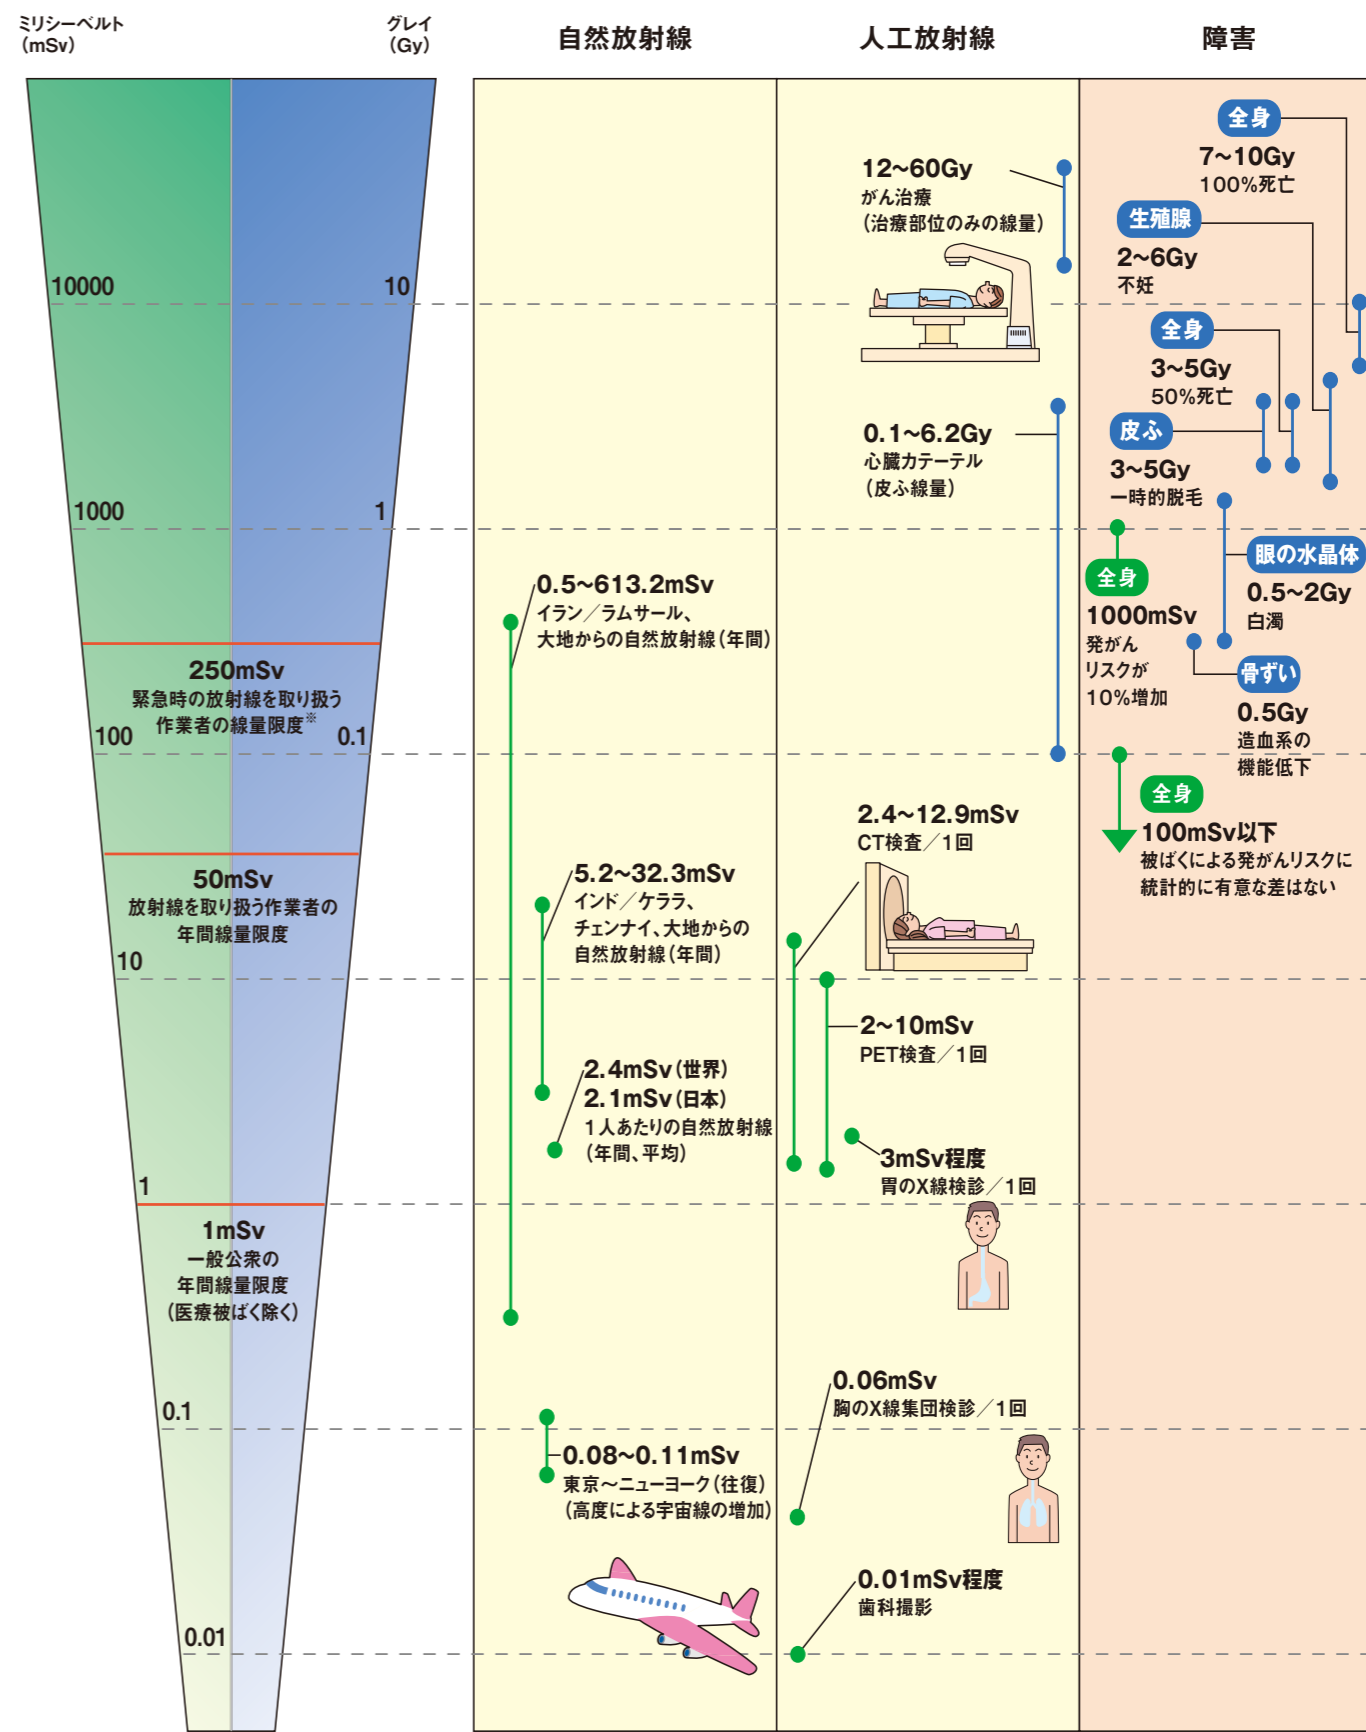 ミリシーベルト
(mSv)
グレイ
(Gy)
自然放射線
人工放射線
障害
10000
10
1000
1
250mSv
緊急時の放射線を取り扱う
作業者の線量限度※
100
0.1
50mSv
放射線を取り扱う作業者の
年間線量限度
10
1
1mSv
一般公衆の
年間線量限度
(医療被ばく除く)
0.1
0.01
0.5~613.2mSv
イラン/ラムサール、
大地からの自然放射線(年間)
5.2~32.3mSv
インド/ケララ、
チェンナイ、大地からの
自然放射線(年間)
2.4mSv(世界)
2.1mSv(日本)
1人あたりの自然放射線
(年間、平均)
0.08~0.11mSv
東京~ニューヨーク(往復)
(高度による宇宙線の増加)
12~60Gy
がん治療
(治療部位のみの線量)
0.1~6.2Gy
心臓カテーテル
(皮ふ線量)
2.4~12.9mSv
CT検査/1回
2~10mSv
PET検査/1回
3mSv程度
胃のX線検診/1回
0.06mSv
胸のX線集団検診/1回
0.01mSv程度
歯科撮影
全身
7~10Gy
100%死亡
生殖腺
2~6Gy
不妊
全身
3~5Gy
50%死亡
皮ふ
3~5Gy
一時的脱毛
眼の水晶体
0.5~2Gy
白濁
全身
1000mSv
発がん
リスクが
10%増加
骨ずい
0.5Gy
造血系の
機能低下
全身
100mSv以下
被ばくによる発がんリスクに
統計的に有意な差はない